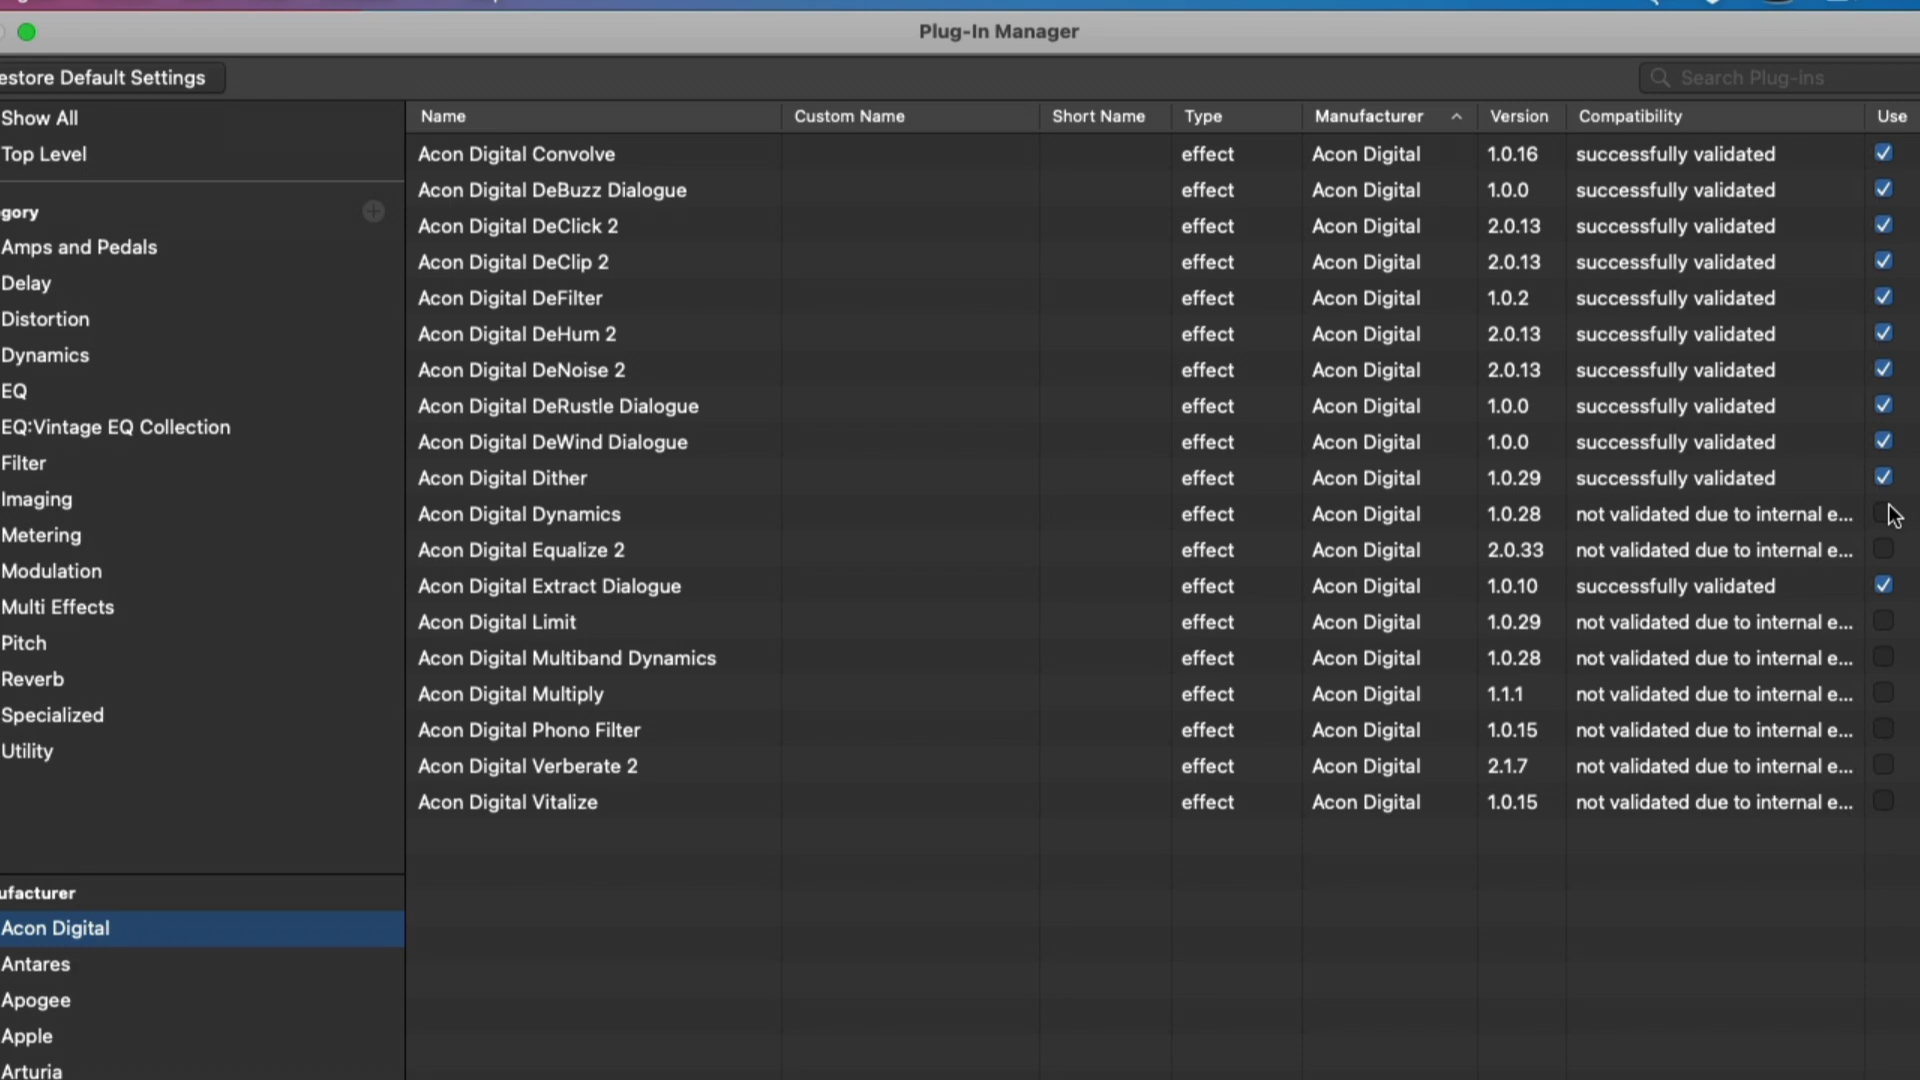 Plug-In Manager
estore Default Settings
Search Plug-ins
Show All
Top Level
gory
Amps and Pedals
Delay
Distortion
Dynamics
EQ
EQ:Vintage EQ Collection
Filter
Imaging
Metering
Modulation
Multi Effects
Pitch
Reverb
Specialized
Utility
ufacturer
Acon Digital
Antares
Apogee
Apple
Arturia
Name Custom Name Short Name Type Manufacturer Version Compatibility Use
Acon Digital Convolve effect Acon Digital 1.0.16 successfully validated
Acon Digital DeBuzz Dialogue effect Acon Digital 1.0.0 successfully validated
Acon Digital DeClick 2 effect Acon Digital 2.0.13 successfully validated
Acon Digital DeClip 2 effect Acon Digital 2.0.13 successfully validated
Acon Digital DeFilter effect Acon Digital 1.0.2 successfully validated
Acon Digital DeHum 2 effect Acon Digital 2.0.13 successfully validated
Acon Digital DeNoise 2 effect Acon Digital 2.0.13 successfully validated
Acon Digital DeRustle Dialogue effect Acon Digital 1.0.0 successfully validated
Acon Digital DeWind Dialogue effect Acon Digital 1.0.0 successfully validated
Acon Digital Dither effect Acon Digital 1.0.29 successfully validated
Acon Digital Dynamics effect Acon Digital 1.0.28 not validated due to internal e...
Acon Digital Equalize 2 effect Acon Digital 2.0.33 not validated due to internal e...
Acon Digital Extract Dialogue effect Acon Digital 1.0.10 successfully validated
Acon Digital Limit effect Acon Digital 1.0.29 not validated due to internal e...
Acon Digital Multiband Dynamics effect Acon Digital 1.0.28 not validated due to internal e...
Acon Digital Multiply effect Acon Digital 1.1.1 not validated due to internal e...
Acon Digital Phono Filter effect Acon Digital 1.0.15 not validated due to internal e...
Acon Digital Verberate 2 effect Acon Digital 2.1.7 not validated due to internal e...
Acon Digital Vitalize effect Acon Digital 1.0.15 not validated due to internal e...